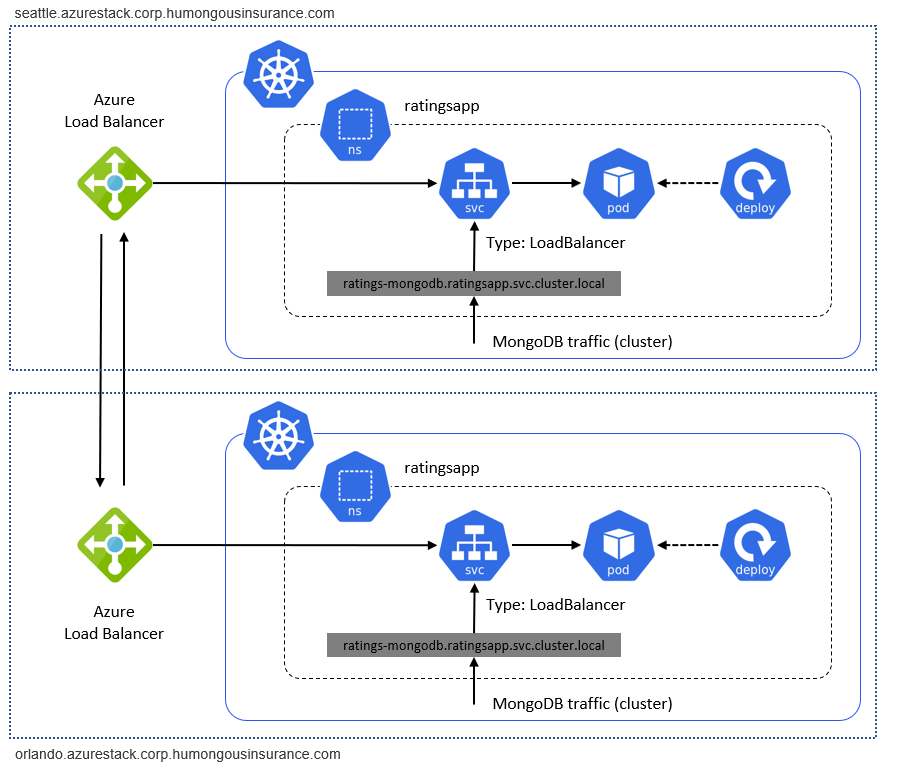 seattle.azurestack.corp.humongousinsurance.com
Azure
Load Balancer
ratingsapp
ns
svc
pod
deploy
Type: LoadBalancer
ratings-mongodb.ratingsapp.svc.cluster.local
MongoDB traffic (cluster)
ratingsapp
ns
svc
pod
deploy
Azure
Load Balancer
Type: LoadBalancer
ratings-mongodb.ratingsapp.svc.cluster.local
MongoDB traffic (cluster)
orlando.azurestack.corp.humongousinsurance.com